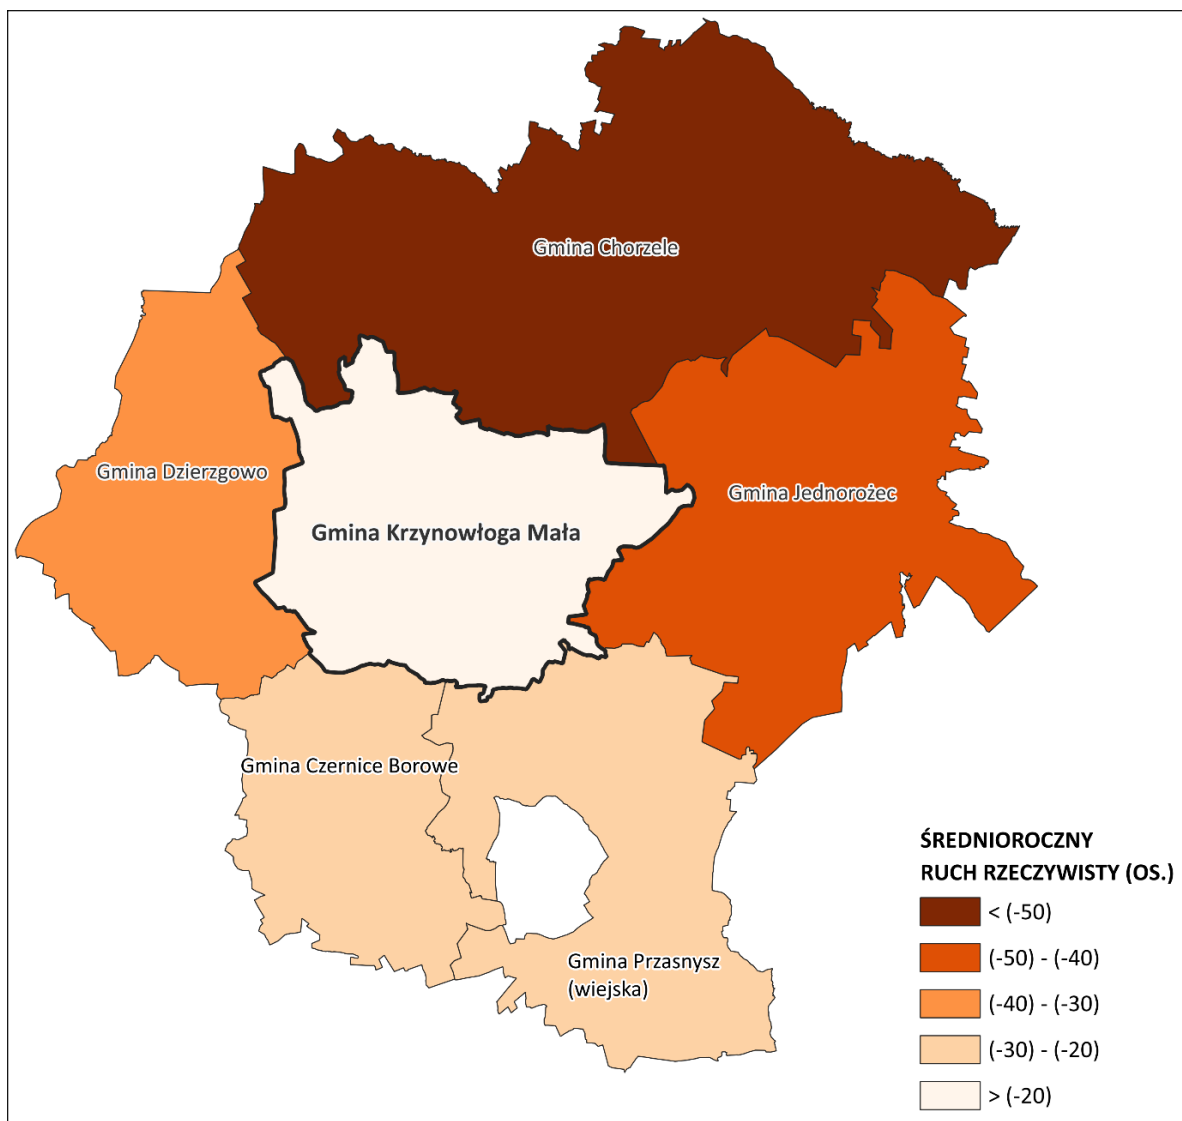 Gmina Chorzele
Gmina Dzierzgowo
Gmina Jednorożec
Gmina Krzynowłoga Mała
Gmina Czernice Borowe
Gmina Przasnysz
(wiejska)
ŚREDNIOROCZNY
RUCH RZECZYWISTY (OS.)
< (-50)
(-50) - (-40)
(-40) - (-30)
(-30) - (-20)
> (-20)